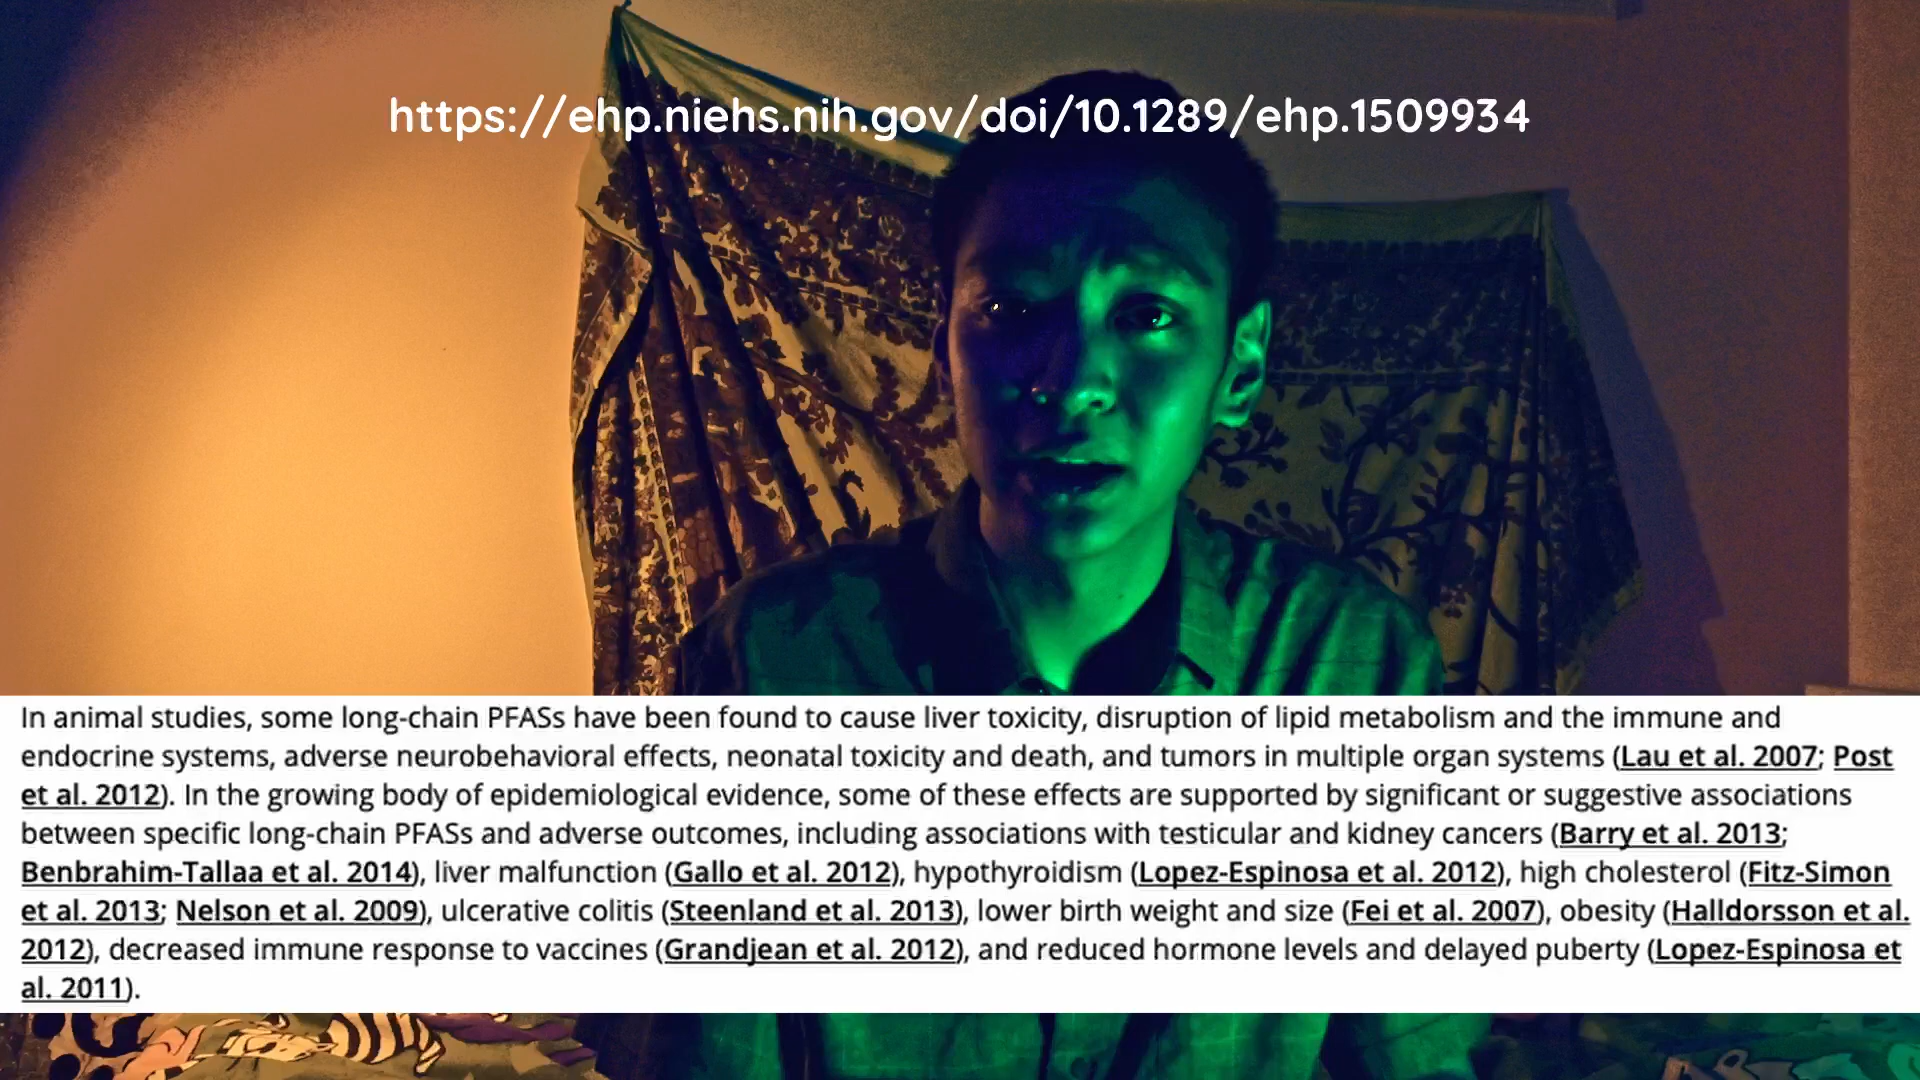 https://ehp.niehs.nih.gov/doi/10.1289/ehp.1509934
In animal studies, some long-chain PFASs have been found to cause liver toxicity, disruption of lipid metabolism and the immune and
endocrine systems, adverse neurobehavioral effects, neonatal toxicity and death, and tumors in multiple organ systems (Lau et al. 2007; Post
et al. 2012). In the growing body of epidemiological evidence, some of these effects are supported by significant or suggestive associations
between specific long-chain PFASs and adverse outcomes, including associations with testicular and kidney cancers (Barry et al. 2013;
Benbrahim-Tallaa et al. 2014), liver malfunction (Gallo et al. 2012), hypothyroidism (Lopez-Espinosa et al. 2012), high cholesterol (Fitz-Simon
et al. 2013; Nelson et al. 2009), ulcerative colitis (Steenland et al. 2013), lower birth weight and size (Fei et al. 2007), obesity (Halldorsson et al.
2012), decreased immune response to vaccines (Grandjean et al. 2012), and reduced hormone levels and delayed puberty (Lopez-Espinosa et
al. 2011).